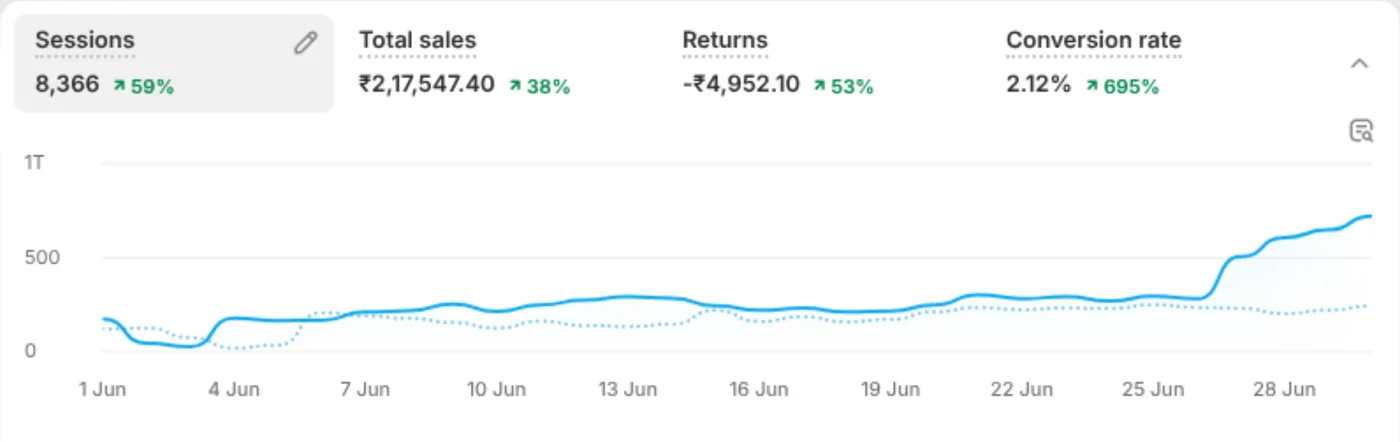 Sessions Total sales Returns Conversion rate
8,366 59% ₹2,17,547.40 38% -₹4,952.10 53% 2.12% 695%
1T
500
0
1 Jun 4 Jun 7 Jun 10 Jun 13 Jun 16 Jun 19 Jun 22 Jun 25 Jun 28 Jun